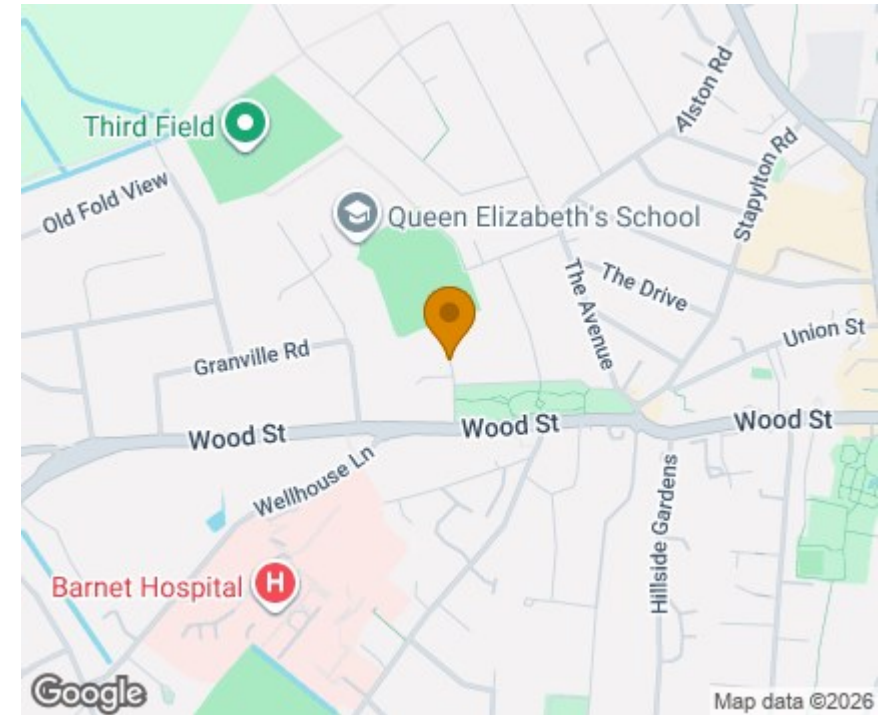 Alston Rd
Third Field
Stapylton Rd
Old Fold View
Queen Elizabeth's School
The Avenue
The Drive
Union St
Granville Rd
Wood St
Wood St
Wood St
Wellhouse Ln
Hillside Gardens
Barnet Hospital
H
Google
Map data ©2026